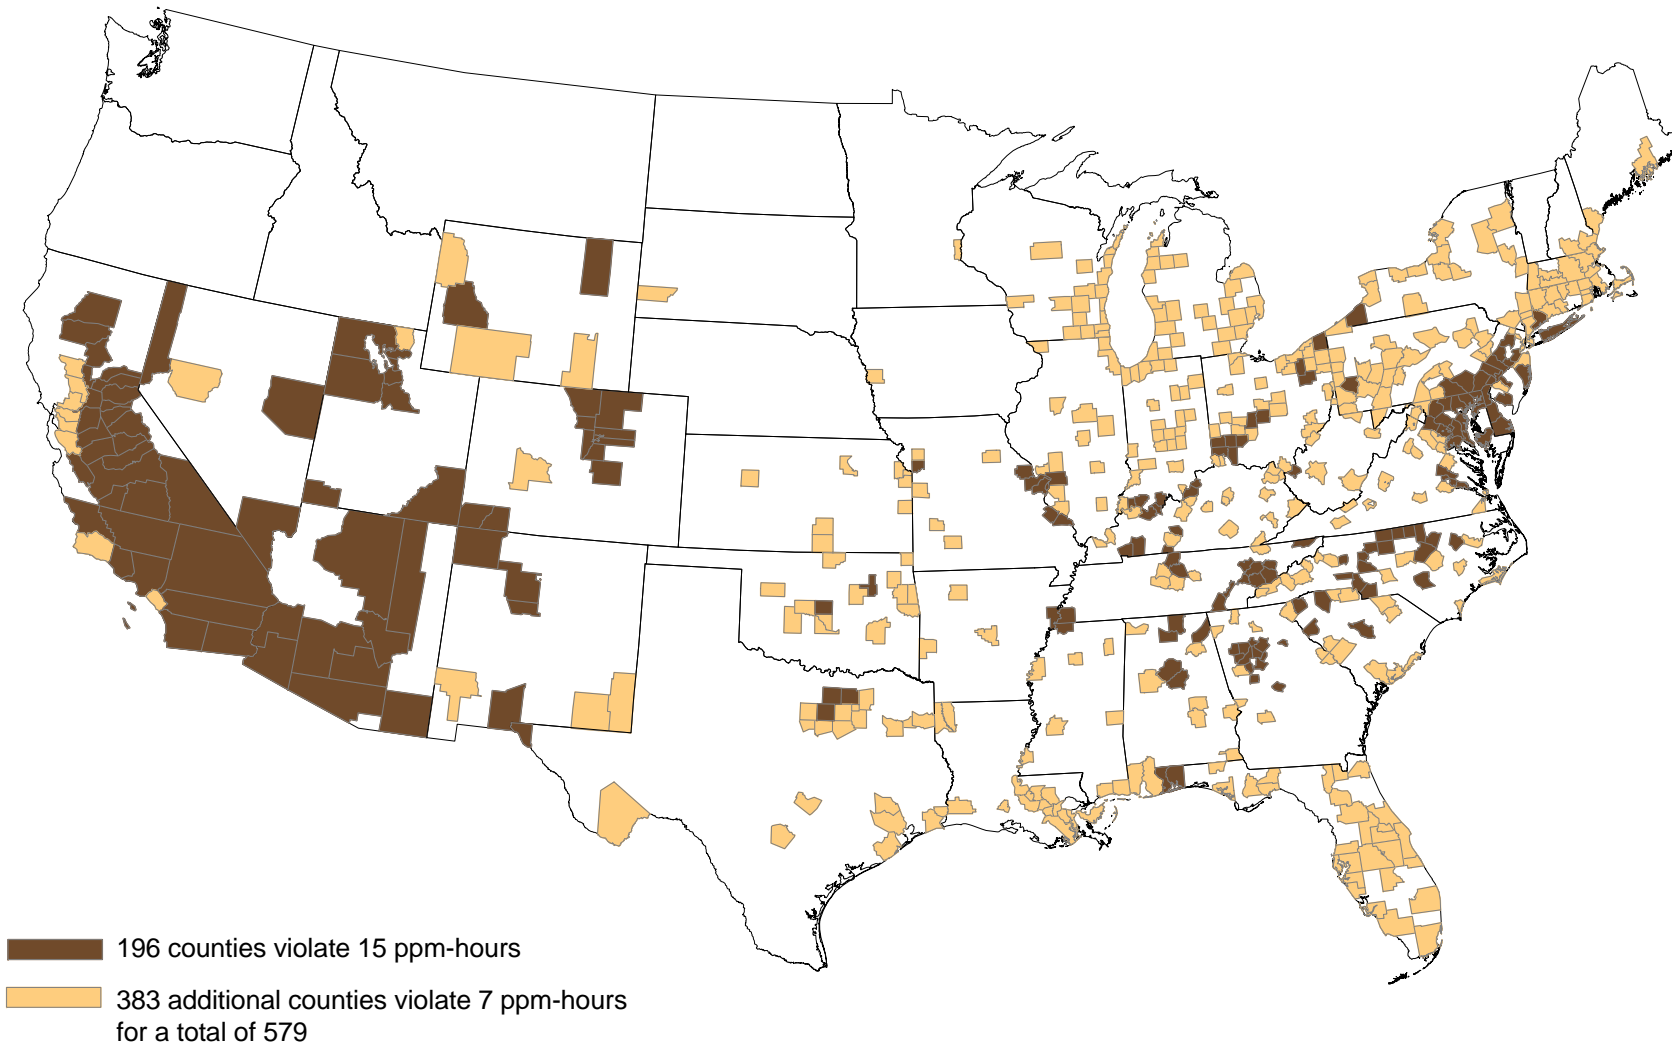 196 counties violate 15 ppm-hours
383 additional counties violate 7 ppm-hours
for a total of 579